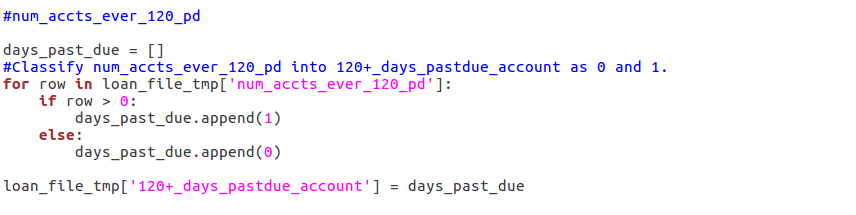 #num_accts_ever_120_pd
days_past_due = []
#Classify num_accts_ever_120_pd into 120+_days_pastdue_account as 0 and 1.
for row in loan_file_tmp['num_accts_ever_120_pd']:
    if row > 0:
        days_past_due.append(1)
    else:
        days_past_due.append(0)
loan_file_tmp['120+_days_pastdue_account'] = days_past_due